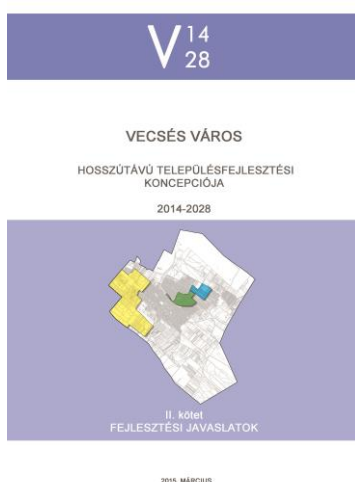 V 14
28
VECSÉS VÁROS
HOSSZÚTÁVÚ TELEPÜLÉSFEJLESZTÉSI
KONCEPCIÓJA
2014-2028
II. kötet
FEJLESZTÉSI JAVASLATOK
2015. MÁRCIUS